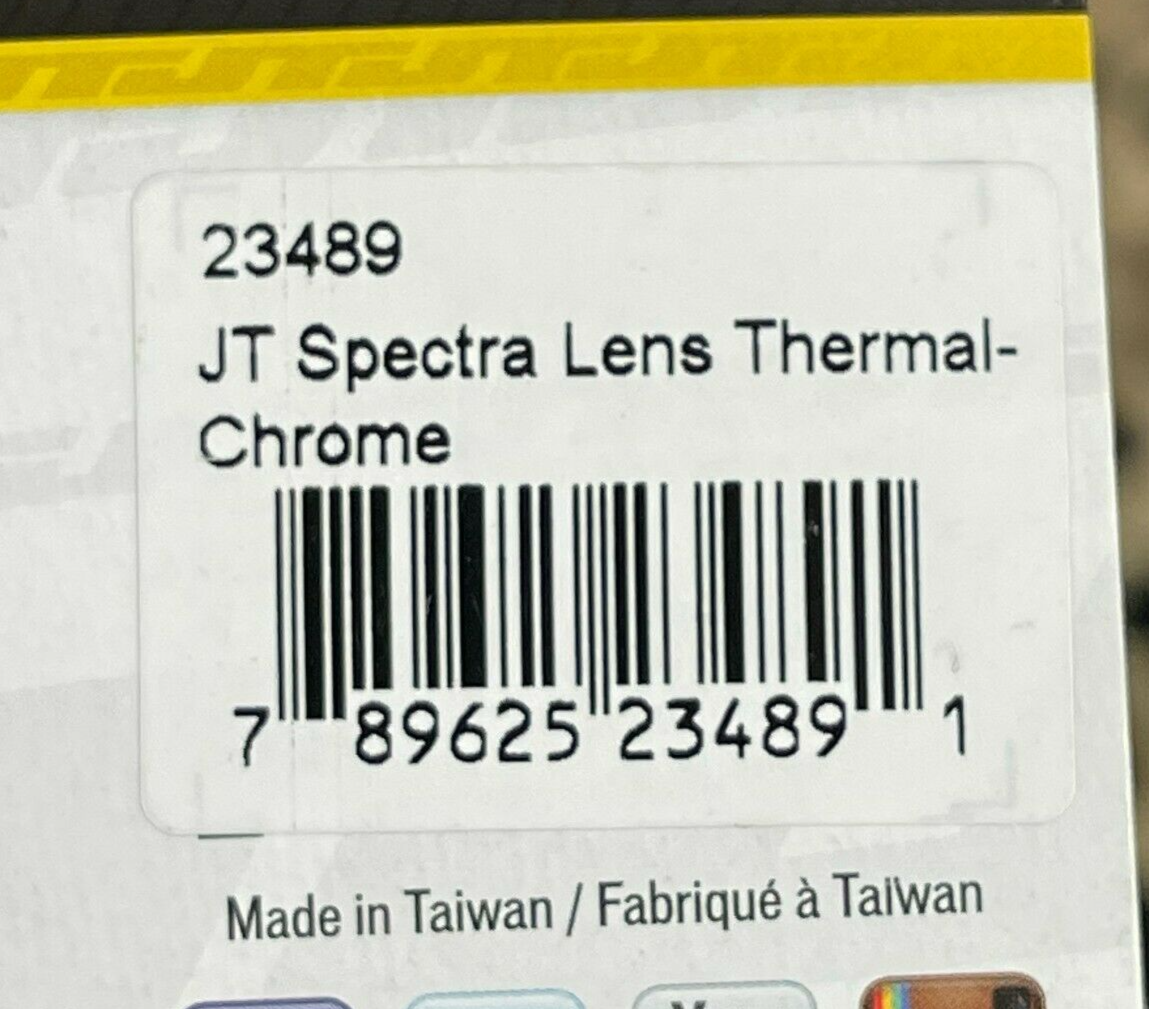 23489
JT Spectra Lens Thermal-
Chrome
7 89625 23489 1
Made in Taiwan / Fabriqué à Taiwan